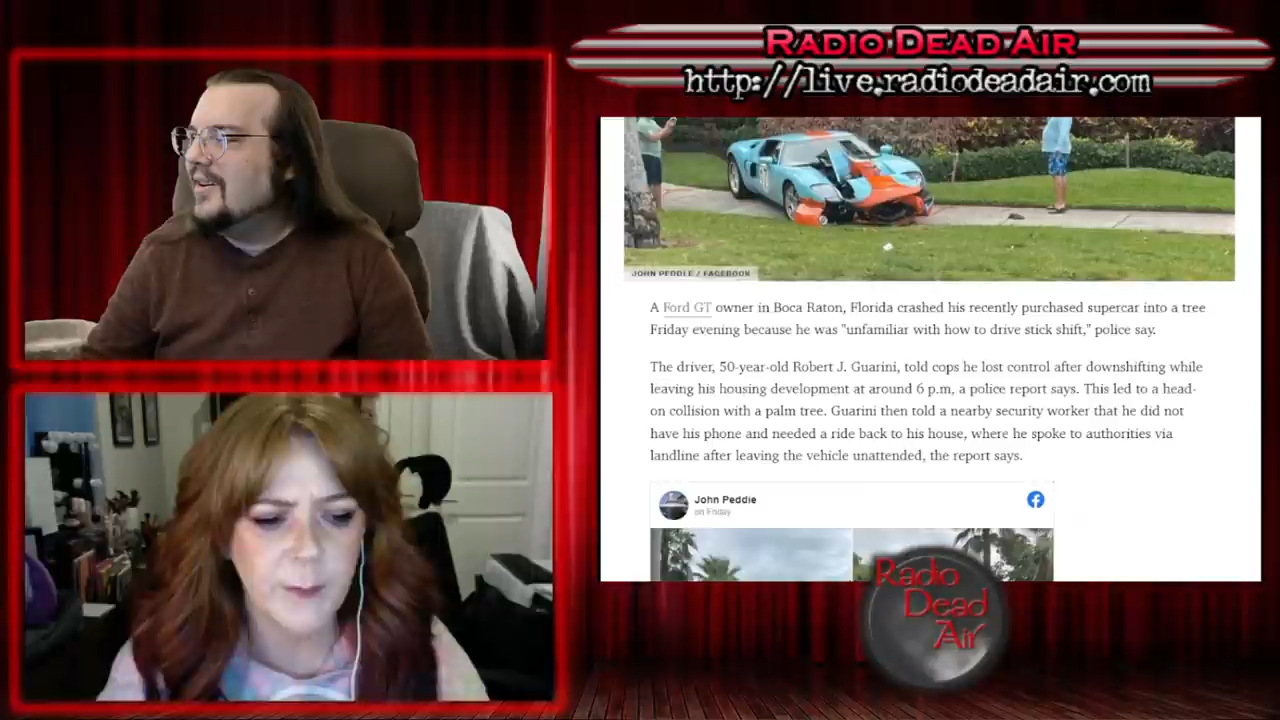 RADIO DEAD AIR
http://live.radiodeadair.com
JOHN PEDDLE / FACEBOOK
A Ford GT owner in Boca Raton, Florida crashed his recently purchased supercar into a tree
Friday evening because he was "unfamiliar with how to drive stick shift," police say.
The driver, 50-year-old Robert J. Guarini, told cops he lost control after downshifting while
leaving his housing development at around 6 p.m, a police report says. This led to a head-
on collision with a palm tree. Guarini then told a nearby security worker that he did not
have his phone and needed a ride back to his house, where he spoke to authorities via
landline after leaving the vehicle unattended, the report says.
John Peddie
on Friday
Radio
Dead
Air